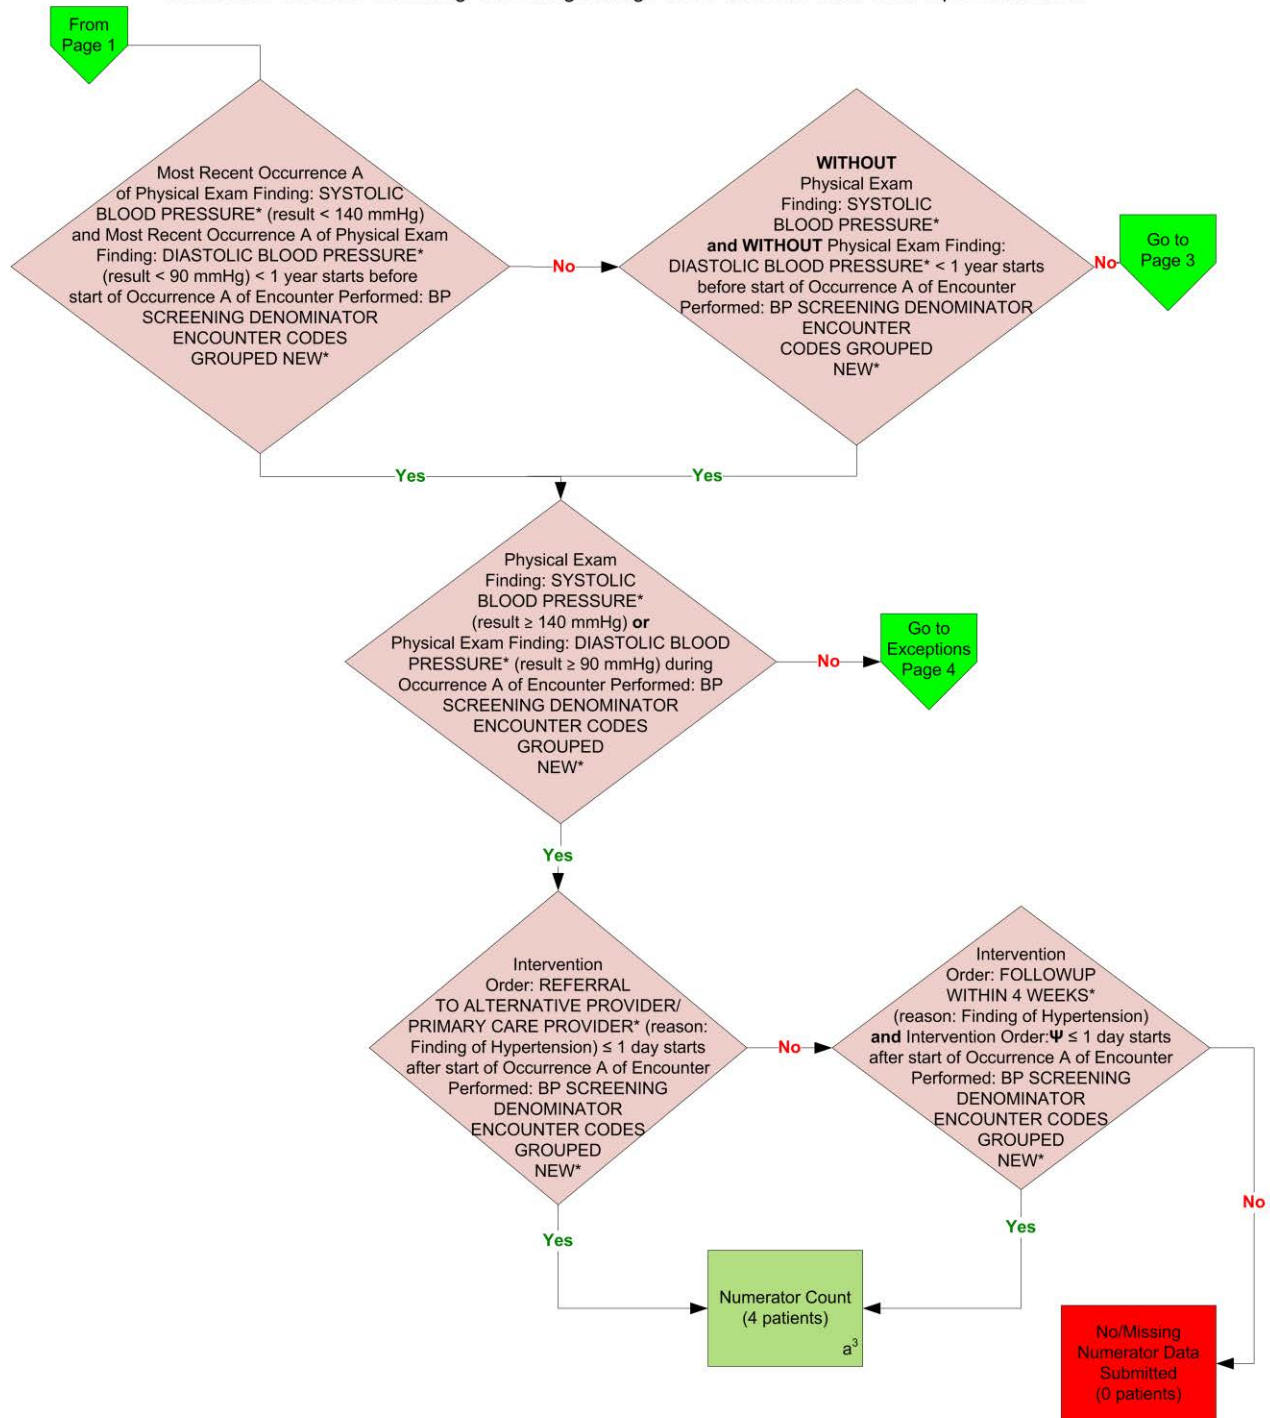 From
Page 1
Most Recent Occurrence A
of Physical Exam Finding: SYSTOLIC
BLOOD PRESSURE* (result < 140 mmHg)
and Most Recent Occurrence A of Physical Exam
Finding: DIASTOLIC BLOOD PRESSURE*
(result < 90 mmHg) < 1 year starts before
start of Occurrence A of Encounter Performed: BP
SCREENING DENOMINATOR
ENCOUNTER CODES
GROUPED NEW*
No
WITHOUT
Physical Exam
Finding: SYSTOLIC
BLOOD PRESSURE*
and WITHOUT Physical Exam Finding:
DIASTOLIC BLOOD PRESSURE* < 1 year starts
before start of Occurrence A of Encounter
Performed: BP SCREENING DENOMINATOR
ENCOUNTER
CODES GROUPED
NEW*
No
Go to
Page 3
Yes
Yes
Physical Exam
Finding: SYSTOLIC
BLOOD PRESSURE*
(result ≥ 140 mmHg) or
Physical Exam Finding: DIASTOLIC BLOOD
PRESSURE* (result ≥ 90 mmHg) during
Occurrence A of Encounter Performed: BP
SCREENING DENOMINATOR
ENCOUNTER CODES
GROUPED
NEW*
No
Go to
Exceptions
Page 4
Yes
Intervention
Order: REFERRAL
TO ALTERNATIVE PROVIDER/
PRIMARY CARE PROVIDER* (reason:
Finding of Hypertension) ≤ 1 day starts
after start of Occurrence A of Encounter
Performed: BP SCREENING
DENOMINATOR
ENCOUNTER CODES
GROUPED
NEW*
No
Intervention
Order: FOLLOWUP
WITHIN 4 WEEKS*
(reason: Finding of Hypertension)
and Intervention Order:Ψ ≤ 1 day starts
after start of Occurrence A of Encounter
Performed: BP SCREENING
DENOMINATOR
ENCOUNTER CODES
GROUPED
NEW*
No
Yes
Yes
Numerator Count
(4 patients)
a³
No/Missing
Numerator Data
Submitted
(0 patients)